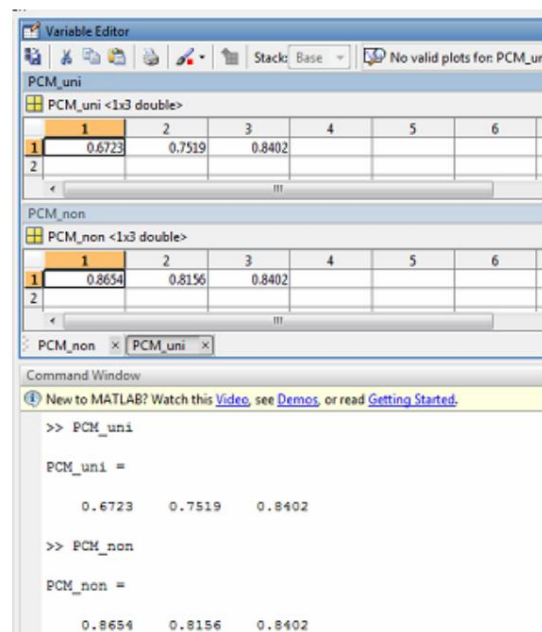 Variable Editor
Stack: Base No valid plots for: PCM_un
PCM_uni
PCM_uni <1x3 double>
1 2 3 4 5 6
1 0.6723 0.7519 0.8402
2
PCM_non
PCM_non <1x3 double>
1 2 3 4 5 6
1 0.8654 0.8156 0.8402
2
PCM_non × PCM_uni ×
Command Window
New to MATLAB? Watch this Video, see Demos, or read Getting Started.
>> PCM_uni
PCM_uni =
0.6723 0.7519 0.8402
>> PCM_non
PCM_non =
0.8654 0.8156 0.8402